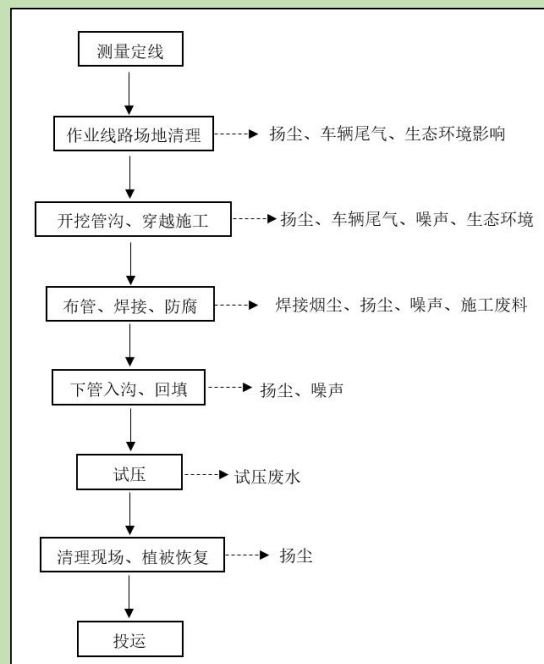 测量定线
作业线路场地清理
扬尘、车辆尾气、生态环境影响
开挖管沟、穿越施工
扬尘、车辆尾气、噪声、生态环境
布管、焊接、防腐
焊接烟尘、扬尘、噪声、施工废料
下管入沟、回填
扬尘、噪声
试压
试压废水
清理现场、植被恢复
扬尘
投运